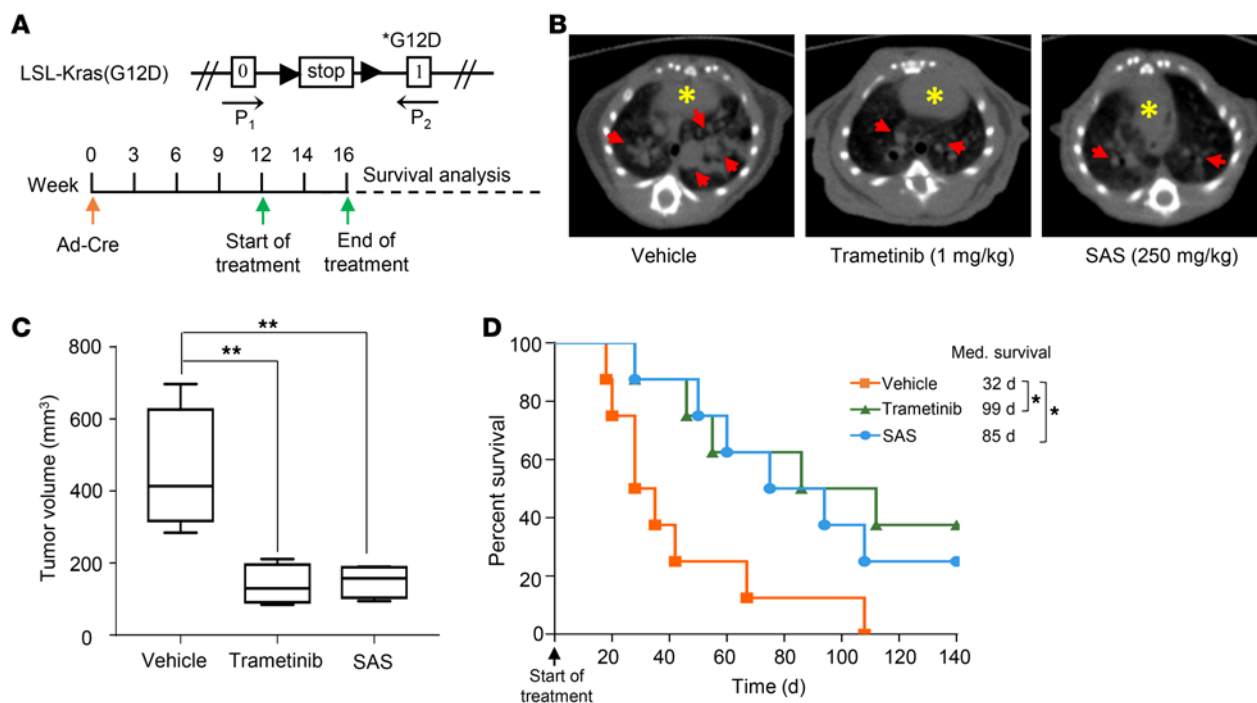 A
*G12D
LSL-Kras(G12D)
0
stop
1
P1
P2
0 3 6 9 12 14 16
Week
Survival analysis
Ad-Cre
Start of
treatment
End of
treatment
B
*
*
*
Vehicle
Trametinib (1 mg/kg)
SAS (250 mg/kg)
C
**
**
800
600
400
200
0
Tumor volume (mm³)
Vehicle
Trametinib
SAS
D
100
80
60
40
20
0
Percent survival
Med. survival
Vehicle 32 d
Trametinib 99 d
SAS 85 d
*
*
20 40 60 80 100 120 140
Start of
treatment
Time (d)